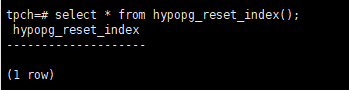 tpch=# select * from hypopg_reset_index();
 hypopg_reset_index
--------------------

(1 row)